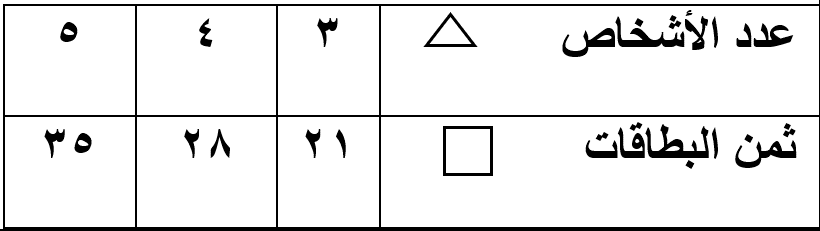 عدد الأشخاص △ ٣ ٤ ٥
ثمن البطاقات □ ٢١ ٢٨ ٣٥